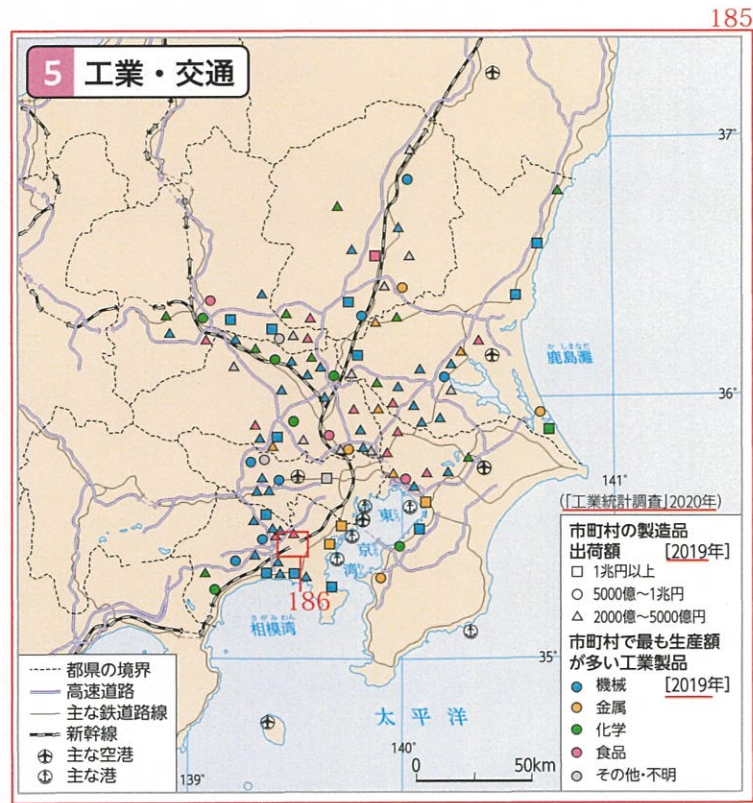 185
5 工業・交通
37°
かしまなだ
鹿島灘
36°
141°
(「工業統計調査」2020年)
東
京
湾
186
さがみわん
相模湾
35°
太平洋
140°
139°
0 50km
都県の境界
高速道路
主な鉄道路線
新幹線
主な空港
主な港
市町村の製造品
出荷額 [2019年]
1兆円以上
5000億〜1兆円
2000億〜5000億円
市町村で最も生産額
が多い工業製品
[2019年]
機械
金属
化学
食品
その他・不明